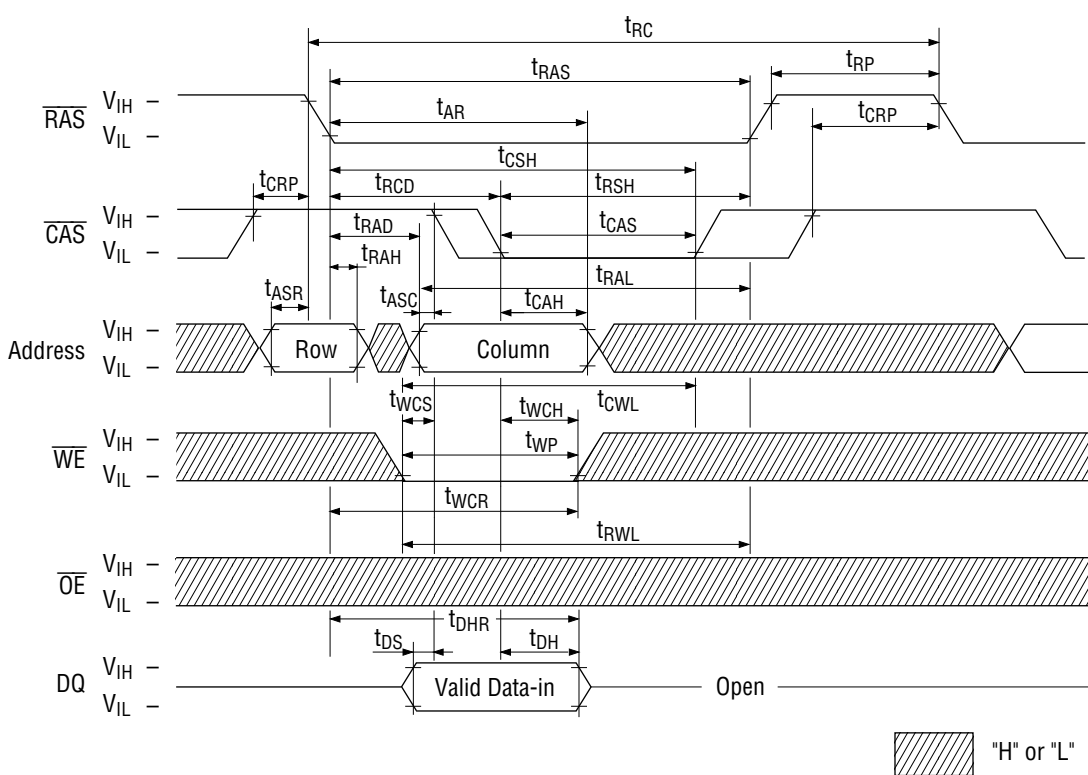 tRC
tRAS
tRP
RAS
VIH –
VIL –
tAR
tCRP
tCSH
tCRP
tRCD
tRSH
CAS
VIH –
VIL –
tRAD
tCAS
tRAH
tRAL
tASR
tASC
tCAH
Address
VIH –
VIL –
Row
Column
tCWL
tWCS
tWCH
WE
VIH –
VIL –
tWP
tWCR
tRWL
OE
VIH –
VIL –
tDHR
tDS
tDH
DQ
VIH –
VIL –
Valid Data-in
Open
"H" or "L"